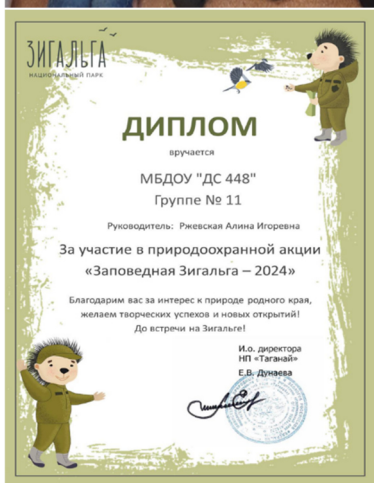 ЗИГАЛЬГА
НАЦИОНАЛЬНЫЙ ПАРК
ДИПЛОМ
вручается
МБДОУ "ДС 448"
Группе № 11
Руководитель: Ржевская Алина Игоревна
За участие в природоохранной акции
«Заповедная Зигальга – 2024»
Благодарим вас за интерес к природе родного края,
желаем творческих успехов и новых открытий!
До встречи на Зигальге!
И.о. директора
НП «Таганай»
Е.В. Дунаева